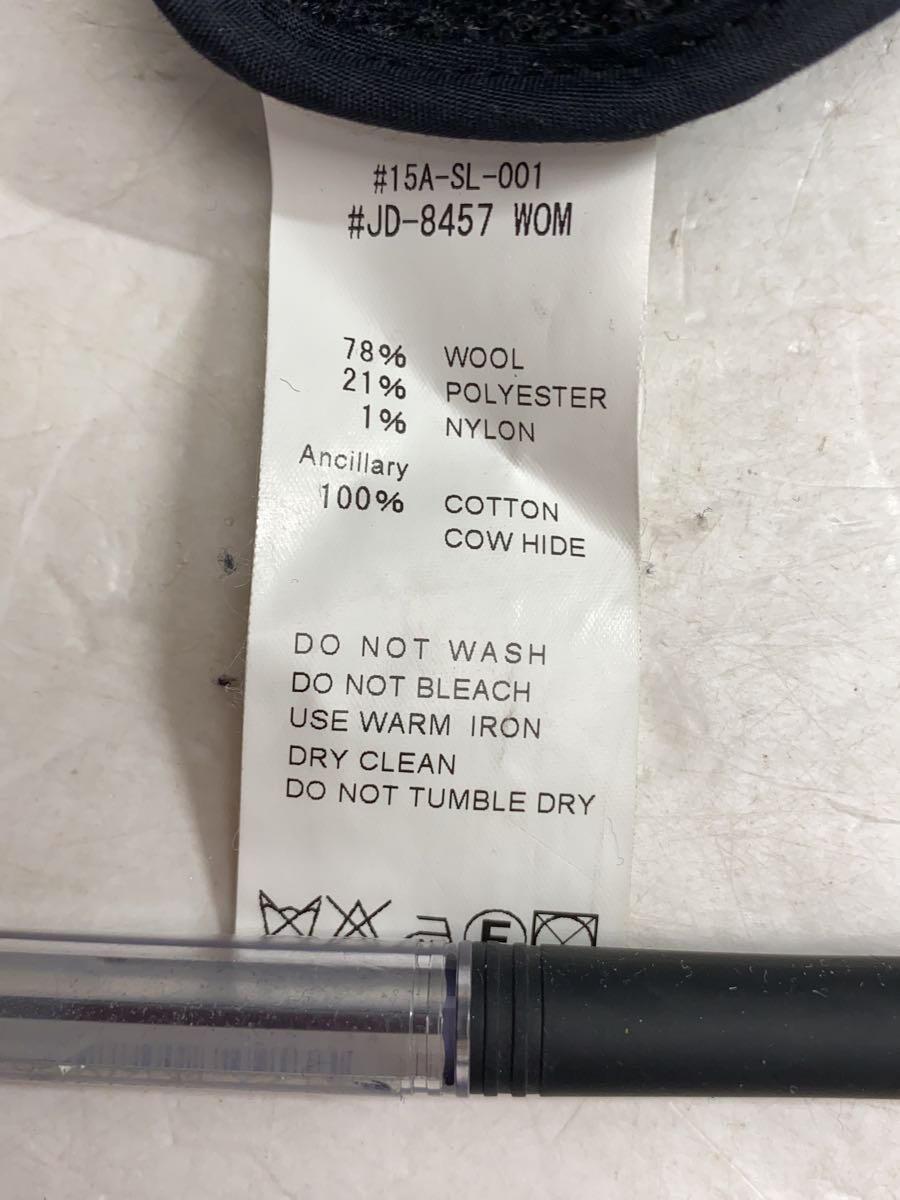 #15A-SL-001
#JD-8457 WOM
78% WOOL
21% POLYESTER
1% NYLON
Ancillary
100% COTTON
COW HIDE
DO NOT WASH
DO NOT BLEACH
USE WARM IRON
DRY CLEAN
DO NOT TUMBLE DRY